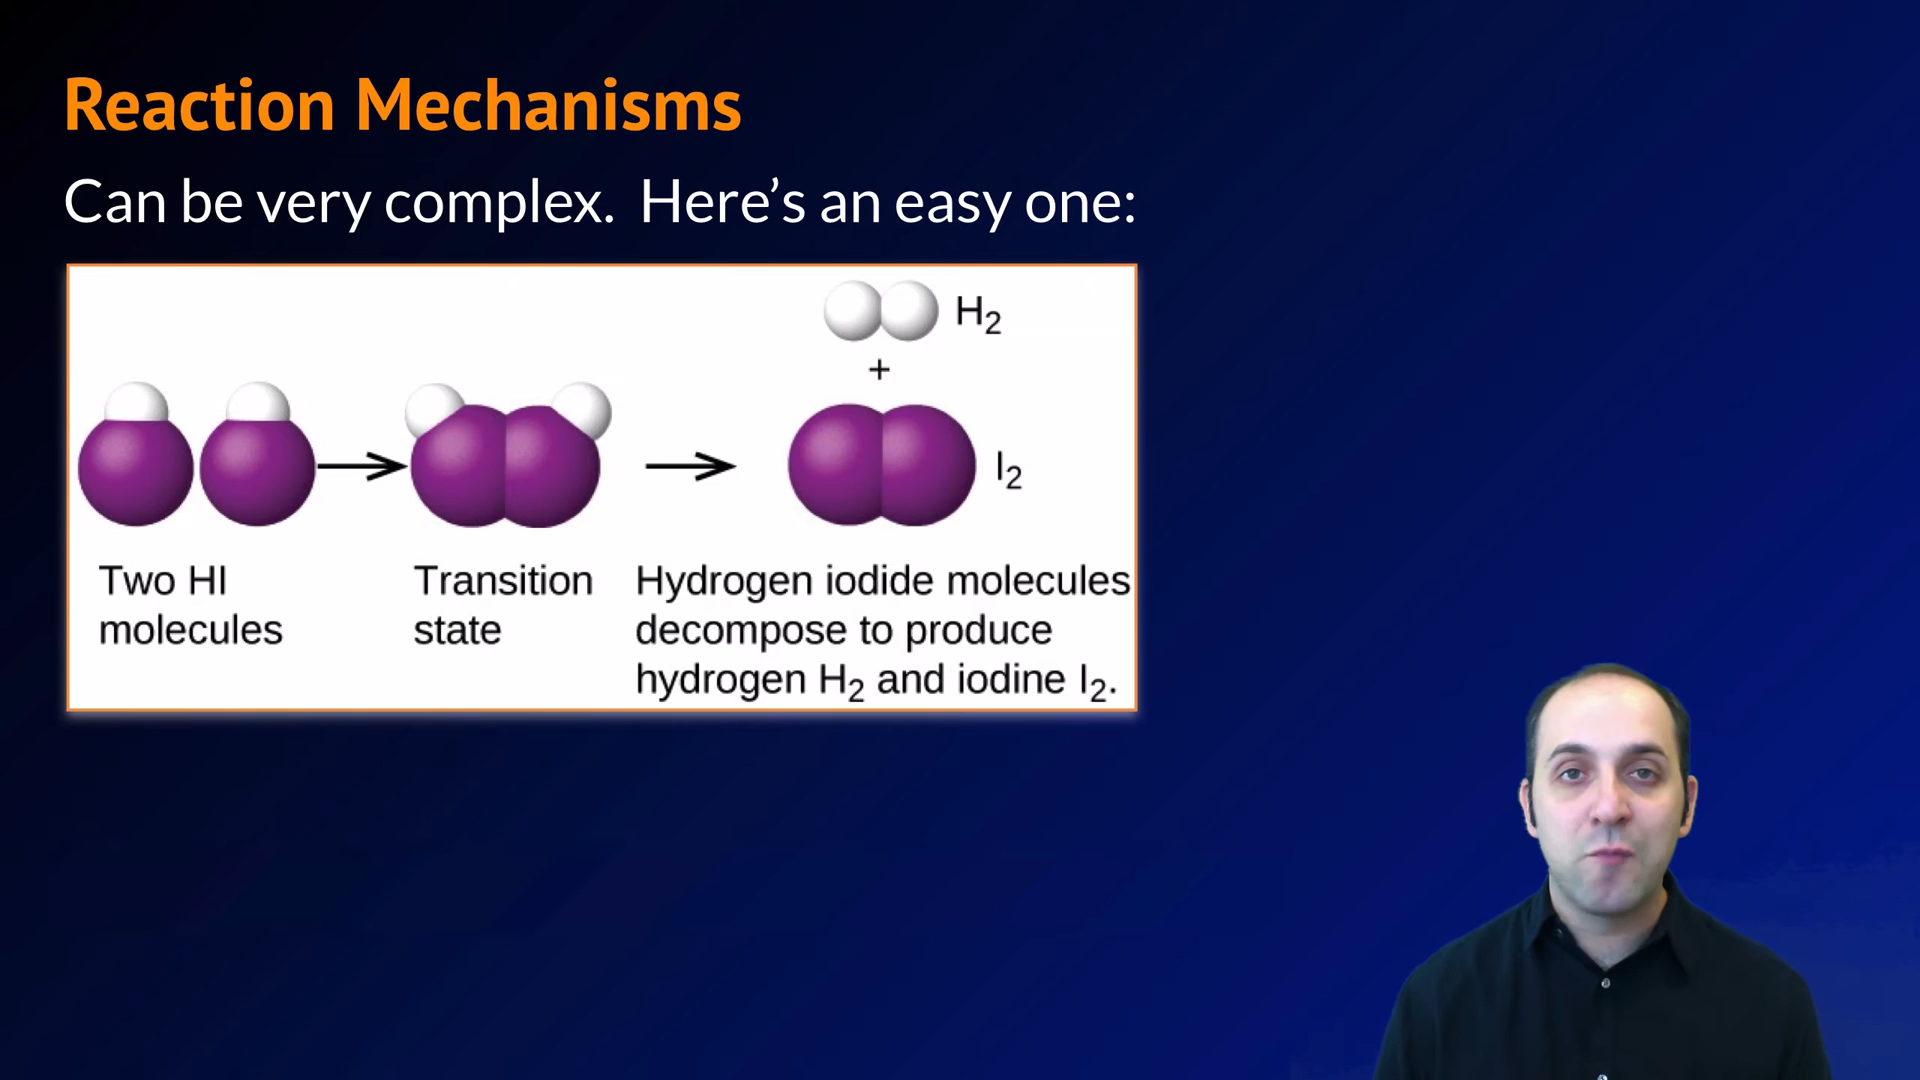 Reaction Mechanisms
Can be very complex.  Here’s an easy one:
H₂
+
I₂
Two HI
molecules
Transition
state
Hydrogen iodide molecules
decompose to produce
hydrogen H₂ and iodine I₂.